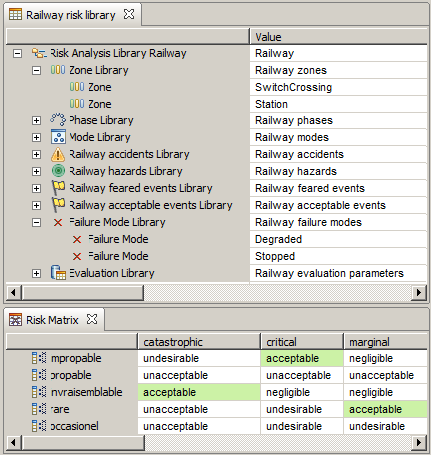 Railway risk library
Value
Risk Analysis Library Railway Railway
Zone Library Railway zones
Zone SwitchCrossing
Zone Station
Phase Library Railway phases
Mode Library Railway modes
Railway accidents Library Railway accidents
Railway hazards Library Railway hazards
Railway feared events Library Railway feared events
Railway acceptable events Library Railway acceptable events
Failure Mode Library Railway failure modes
Failure Mode Degraded
Failure Mode Stopped
Evaluation Library Railway evaluation parameters
Risk Matrix
catastrophic critical marginal
mpropable undesirable acceptable negligible
propable unacceptable unacceptable unacceptable
nvraisemblable acceptable negligible negligible
rare unacceptable undesirable acceptable
occasionel unacceptable undesirable undesirable